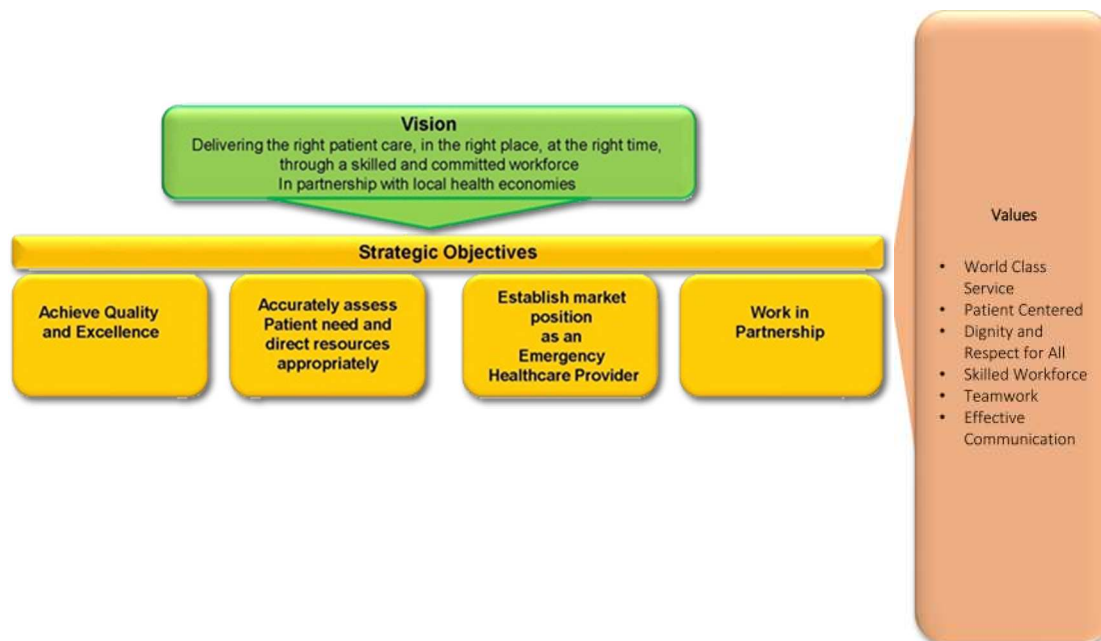 Vision
Delivering the right patient care, in the right place, at the right time,
through a skilled and committed workforce
In partnership with local health economies
Strategic Objectives
Achieve Quality
and Excellence
Accurately assess
Patient need and
direct resources
appropriately
Establish market
position
as an
Emergency
Healthcare Provider
Work in
Partnership
Values
• World Class
Service
• Patient Centered
• Dignity and
Respect for All
• Skilled Workforce
• Teamwork
• Effective
Communication